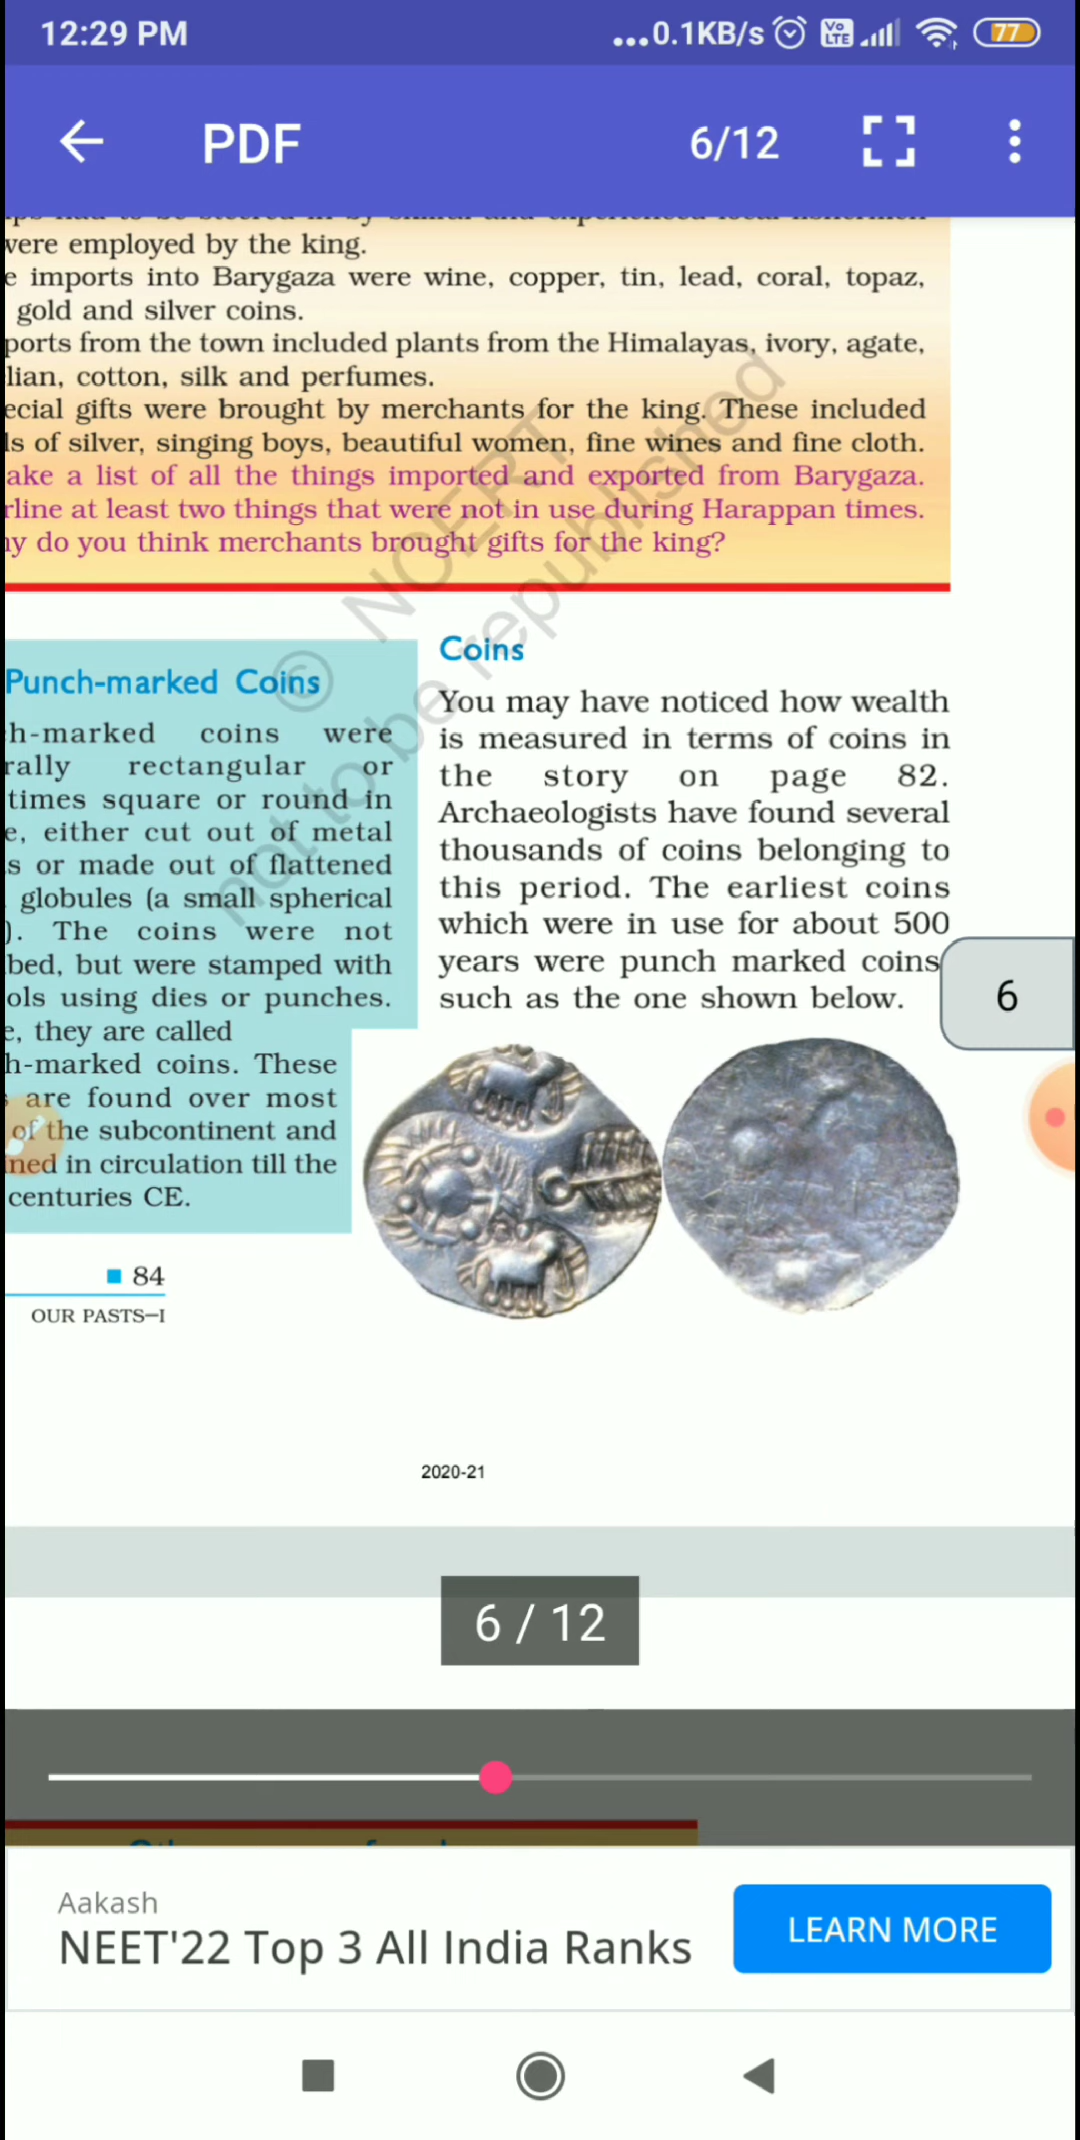 12:29 PM
...0.1KB/s
Vo LTE
77
PDF
6/12
were employed by the king.
e imports into Barygaza were wine, copper, tin, lead, coral, topaz,
gold and silver coins.
ports from the town included plants from the Himalayas, ivory, agate,
lian, cotton, silk and perfumes.
ecial gifts were brought by merchants for the king. These included
ls of silver, singing boys, beautiful women, fine wines and fine cloth.
ake a list of all the things imported and exported from Barygaza.
rline at least two things that were not in use during Harappan times.
hy do you think merchants brought gifts for the king?
© NCERT
not to be republished
Punch-marked Coins
h-marked coins were
rally rectangular or
times square or round in
e, either cut out of metal
s or made out of flattened
globules (a small spherical
). The coins were not
bed, but were stamped with
ols using dies or punches.
e, they are called
h-marked coins. These
s are found over most
of the subcontinent and
ined in circulation till the
centuries CE.
Coins
You may have noticed how wealth
is measured in terms of coins in
the story on page 82.
Archaeologists have found several
thousands of coins belonging to
this period. The earliest coins
which were in use for about 500
years were punch marked coins
such as the one shown below.
6
84
OUR PASTS–I
2020-21
6 / 12
Aakash
NEET'22 Top 3 All India Ranks
LEARN MORE